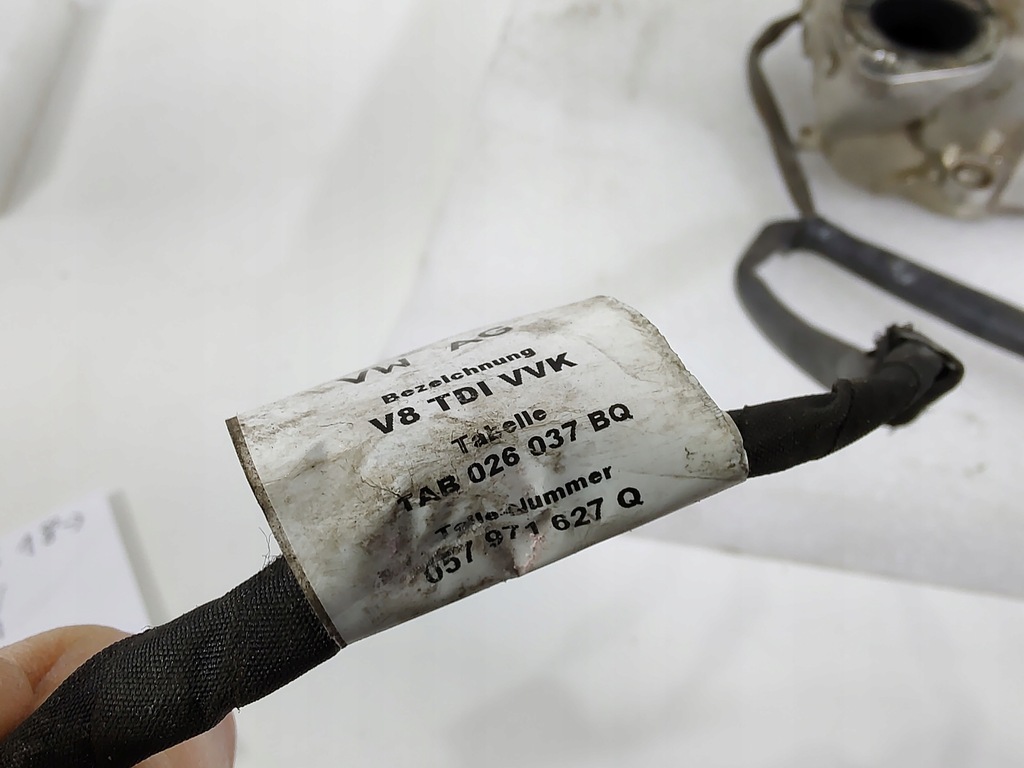 VW AG
Bezeichnung
V8 TDI VVK
Tabelle
TAB 026 037 BQ
Teile-Nummer
057 971 627 Q